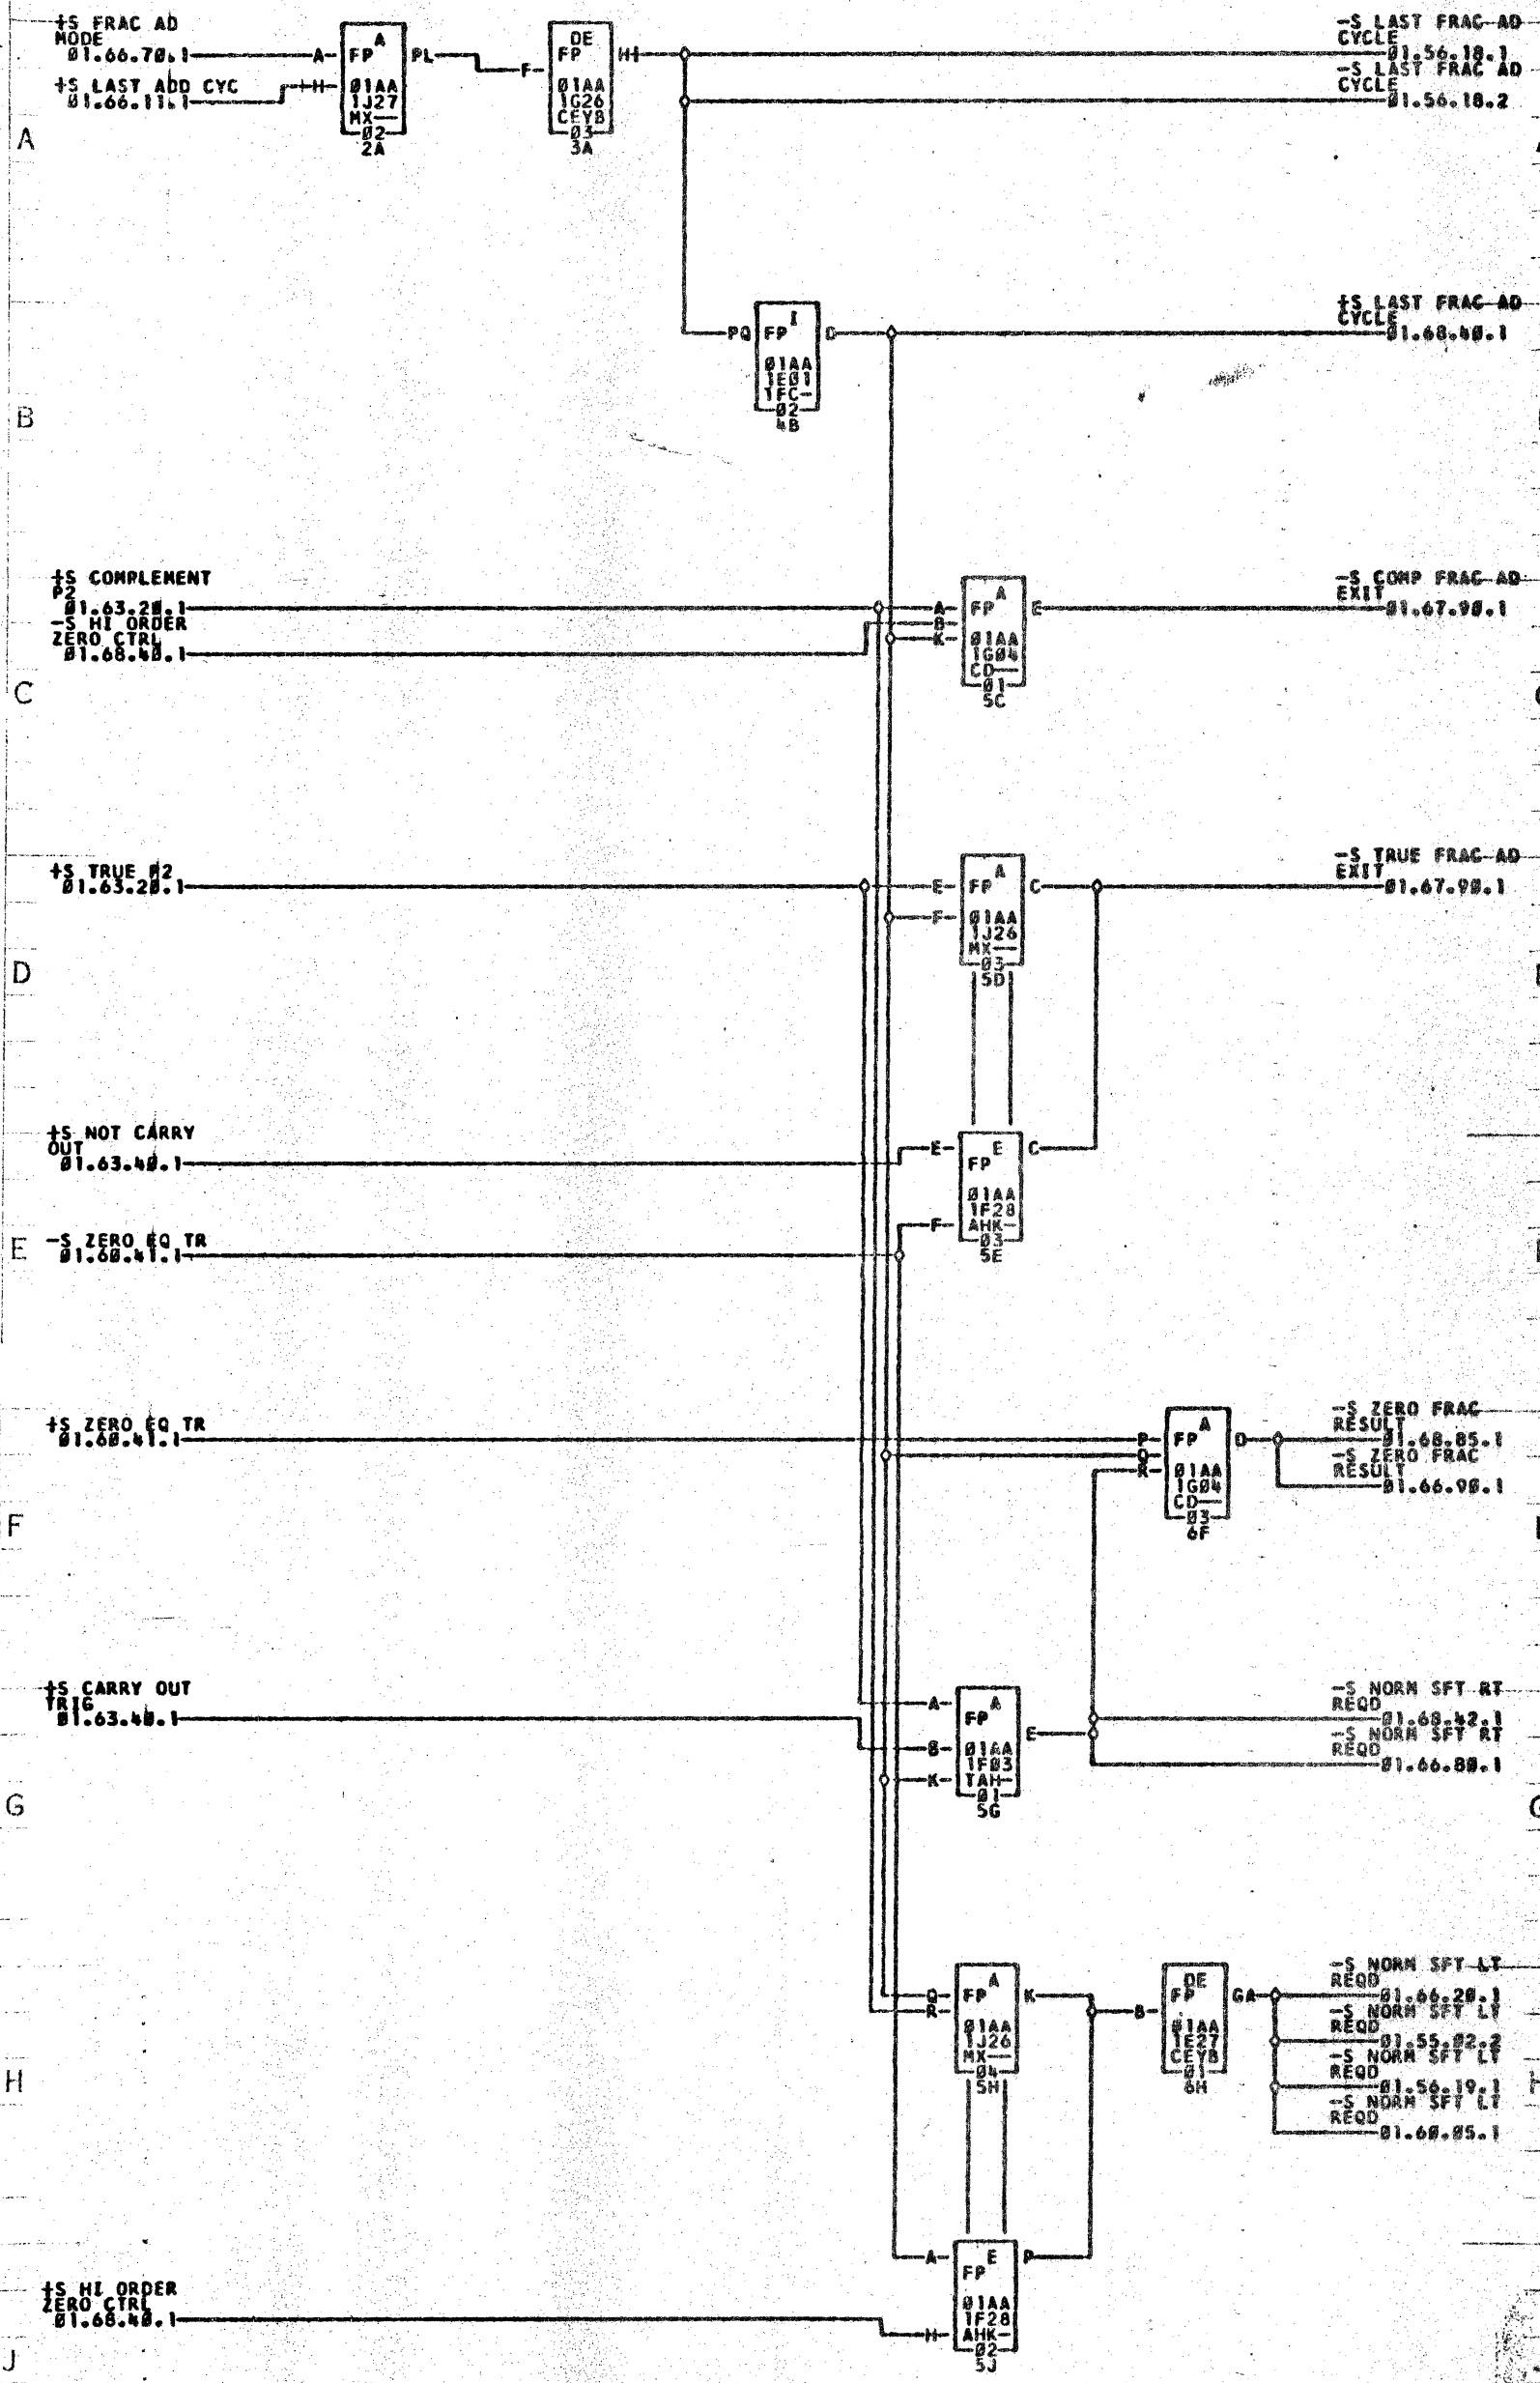 +S FRAC AD
MODE
01.66.70.1
+S LAST ADD CYC
01.66.11.1
A
H
A
FP
01AA
1J27
MX
02
2A
PL
F
DE
FP
01AA
1G26
CEYB
03
3A
-S LAST FRAC AD
CYCLE
01.56.18.1
-S LAST FRAC AD
CYCLE
01.56.18.2
A
PQ
I
FP
01AA
1E01
1FC-
02
4B
D
+S LAST FRAC AD
CYCLE
01.68.40.1
B
+S COMPLEMENT
P2
01.63.20.1
-S HI ORDER
ZERO CTRL
01.68.40.1
A
B
K
A
FP
01AA
1G04
CD
01
5C
E
-S COMP FRAC AD
EXIT
01.67.90.1
C
+S TRUE P2
01.63.20.1
E
F
A
FP
01AA
1J26
MX
03
5D
C
-S TRUE FRAC AD
EXIT
01.67.90.1
D
+S NOT CARRY
OUT
01.63.40.1
-S ZERO EQ TR
01.60.41.1
E
F
E
FP
01AA
1F28
AHK-
03
5E
C
E
+S ZERO EQ TR
01.60.41.1
P
Q
R
A
FP
01AA
1G04
CD
03
6F
D
-S ZERO FRAC
RESULT
01.68.85.1
-S ZERO FRAC
RESULT
01.66.90.1
F
+S CARRY OUT
TRIG
01.63.40.1
A
B
K
A
FP
01AA
1F03
TAH-
01
5G
E
-S NORM SFT RT
REQD
01.68.42.1
-S NORM SFT RT
REQD
01.66.80.1
G
Q
R
A
FP
01AA
1J26
MX
04
5H
K
B
DE
FP
01AA
1E27
CEYB
01
6H
GA
-S NORM SFT LT
REQD
01.66.20.1
-S NORM SFT LT
REQD
01.55.02.2
-S NORM SFT LT
REQD
01.56.19.1
-S NORM SFT LT
REQD
01.60.05.1
H
+S HI ORDER
ZERO CTRL
01.68.40.1
A
H
E
FP
01AA
1F28
AHK-
02
5J
P
J